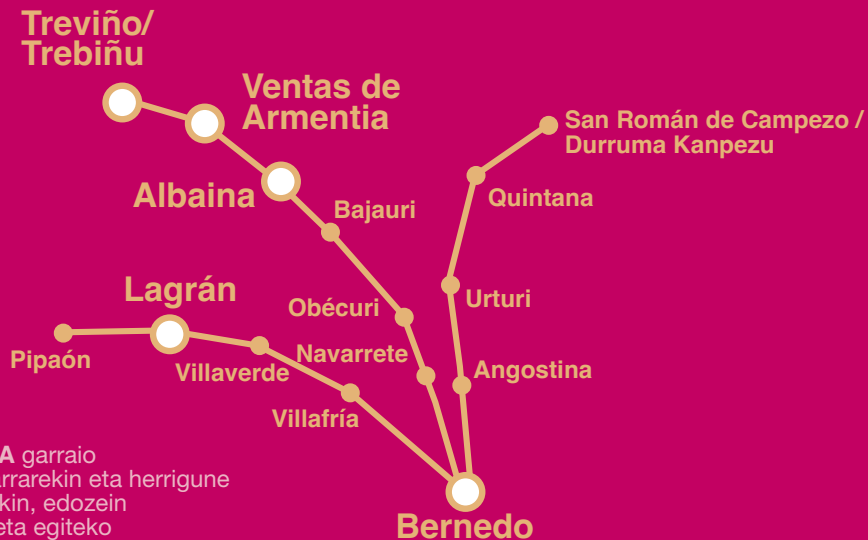 Treviño/
Trebiñu
Ventas de
Armentia
San Román de Campezo /
Durruma Kanpezu
Albaina
Quintana
Bajauri
Lagrán
Obécuri
Urturi
Pipaón
Villaverde
Navarrete
Angostina
Villafría
A garraio
arrarekin eta herrigune
kin, edozein
eta egiteko
Bernedo